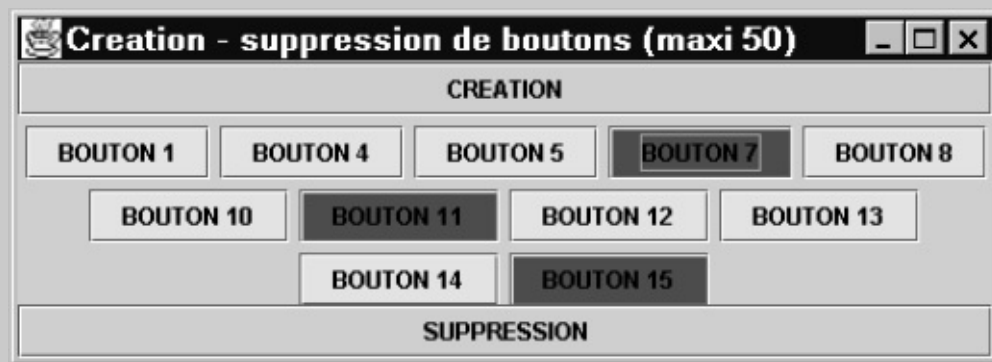 Creation - suppression de boutons (maxi 50)
CREATION
BOUTON 1 BOUTON 4 BOUTON 5 BOUTON 7 BOUTON 8
BOUTON 10 BOUTON 11 BOUTON 12 BOUTON 13
BOUTON 14 BOUTON 15
SUPPRESSION